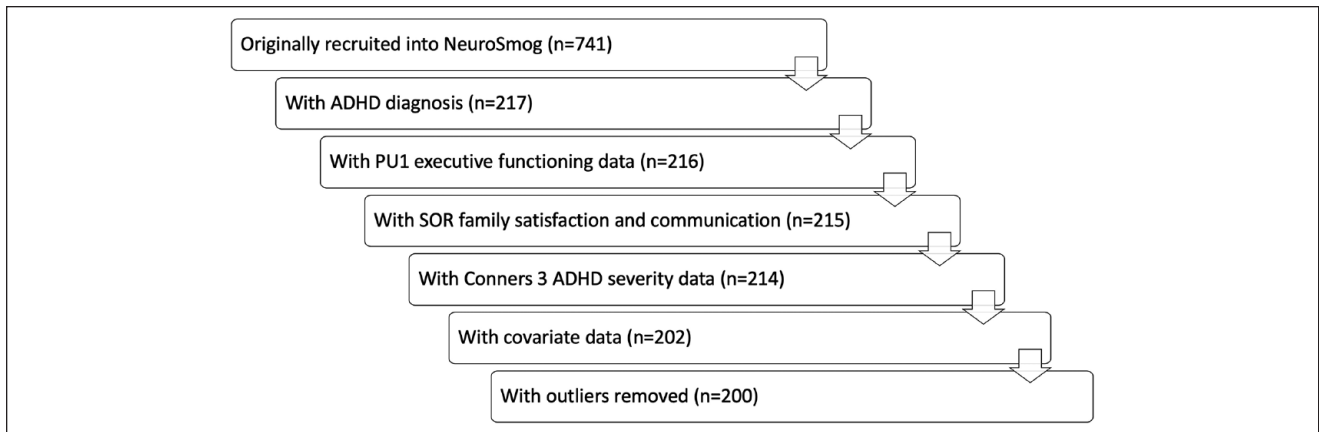 Originally recruited into NeuroSmog (n=741)
With ADHD diagnosis (n=217)
With PU1 executive functioning data (n=216)
With SOR family satisfaction and communication (n=215)
With Conners 3 ADHD severity data (n=214)
With covariate data (n=202)
With outliers removed (n=200)